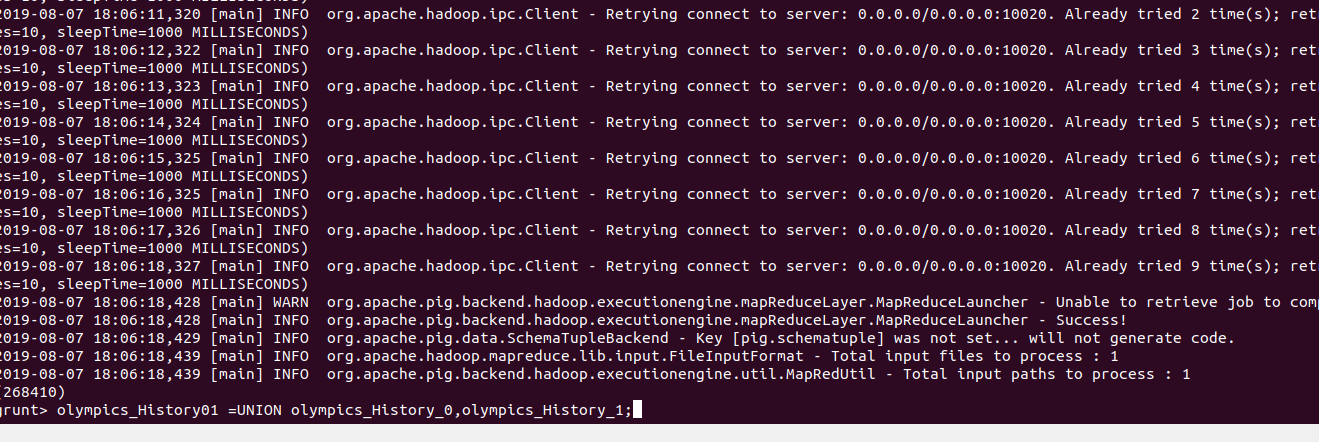 2019-08-07 18:06:11,320 [main] INFO  org.apache.hadoop.ipc.Client - Retrying connect to server: 0.0.0.0/0.0.0.0:10020. Already tried 2 time(s); retr
es=10, sleepTime=1000 MILLISECONDS)
2019-08-07 18:06:12,322 [main] INFO  org.apache.hadoop.ipc.Client - Retrying connect to server: 0.0.0.0/0.0.0.0:10020. Already tried 3 time(s); retr
es=10, sleepTime=1000 MILLISECONDS)
2019-08-07 18:06:13,323 [main] INFO  org.apache.hadoop.ipc.Client - Retrying connect to server: 0.0.0.0/0.0.0.0:10020. Already tried 4 time(s); retr
es=10, sleepTime=1000 MILLISECONDS)
2019-08-07 18:06:14,324 [main] INFO  org.apache.hadoop.ipc.Client - Retrying connect to server: 0.0.0.0/0.0.0.0:10020. Already tried 5 time(s); retr
es=10, sleepTime=1000 MILLISECONDS)
2019-08-07 18:06:15,325 [main] INFO  org.apache.hadoop.ipc.Client - Retrying connect to server: 0.0.0.0/0.0.0.0:10020. Already tried 6 time(s); retr
es=10, sleepTime=1000 MILLISECONDS)
2019-08-07 18:06:16,325 [main] INFO  org.apache.hadoop.ipc.Client - Retrying connect to server: 0.0.0.0/0.0.0.0:10020. Already tried 7 time(s); retr
es=10, sleepTime=1000 MILLISECONDS)
2019-08-07 18:06:17,326 [main] INFO  org.apache.hadoop.ipc.Client - Retrying connect to server: 0.0.0.0/0.0.0.0:10020. Already tried 8 time(s); retr
es=10, sleepTime=1000 MILLISECONDS)
2019-08-07 18:06:18,327 [main] INFO  org.apache.hadoop.ipc.Client - Retrying connect to server: 0.0.0.0/0.0.0.0:10020. Already tried 9 time(s); retr
es=10, sleepTime=1000 MILLISECONDS)
2019-08-07 18:06:18,428 [main] WARN  org.apache.pig.backend.hadoop.executionengine.mapReduceLayer.MapReduceLauncher - Unable to retrieve job to comp
2019-08-07 18:06:18,428 [main] INFO  org.apache.pig.backend.hadoop.executionengine.mapReduceLayer.MapReduceLauncher - Success!
2019-08-07 18:06:18,429 [main] INFO  org.apache.pig.data.SchemaTupleBackend - Key [pig.schematuple] was not set... will not generate code.
2019-08-07 18:06:18,439 [main] INFO  org.apache.hadoop.mapreduce.lib.input.FileInputFormat - Total input files to process : 1
2019-08-07 18:06:18,439 [main] INFO  org.apache.pig.backend.hadoop.executionengine.util.MapRedUtil - Total input paths to process : 1
(268410)
grunt> olympics_History01 =UNION olympics_History_0,olympics_History_1;